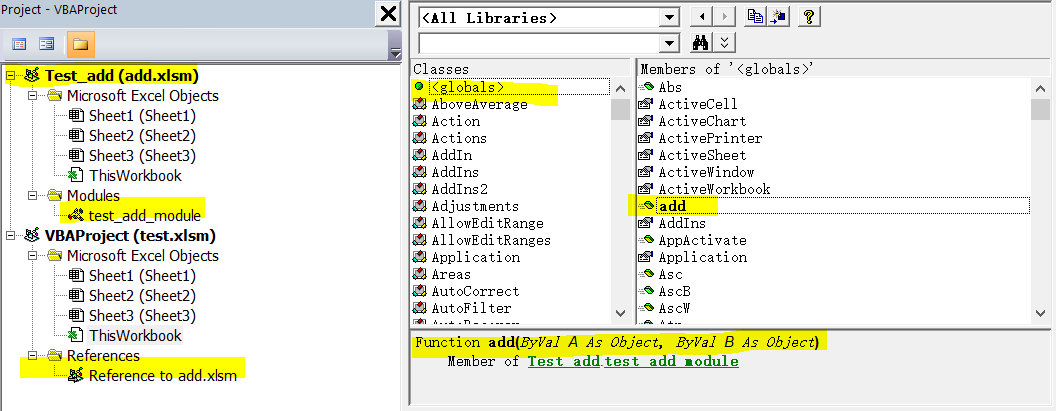 Project - VBAProject
Test_add (add.xlsm)
Microsoft Excel Objects
Sheet1 (Sheet1)
Sheet2 (Sheet2)
Sheet3 (Sheet3)
ThisWorkbook
Modules
test_add_module
VBAProject (test.xlsm)
Microsoft Excel Objects
Sheet1 (Sheet1)
Sheet2 (Sheet2)
Sheet3 (Sheet3)
ThisWorkbook
References
Reference to add.xlsm
<All Libraries>
Classes
<globals>
AboveAverage
Action
Actions
AddIn
AddIns
AddIns2
Adjustments
AllowEditRange
AllowEditRanges
Application
Areas
AutoCorrect
AutoFilter
Members of '<globals>'
Abs
ActiveCell
ActiveChart
ActivePrinter
ActiveSheet
ActiveWindow
ActiveWorkbook
add
AddIns
AppActivate
Application
Asc
AscB
AscW
Function add(ByVal A As Object, ByVal B As Object)
Member of Test_add.test_add_module